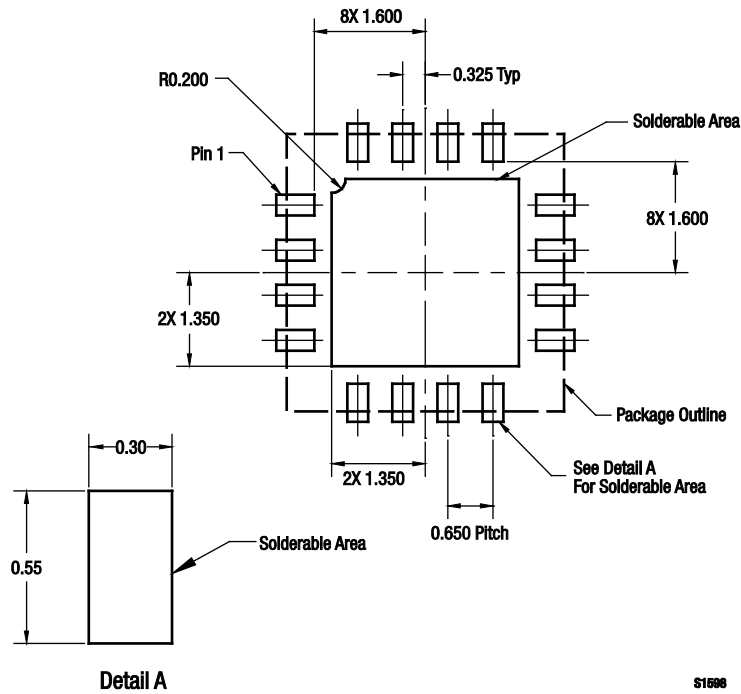 8X 1.600
0.325 Typ
R0.200
Solderable Area
Pin 1
8X 1.600
2X 1.350
Package Outline
2X 1.350
See Detail A
For Solderable Area
0.650 Pitch
0.30
0.55
Solderable Area
Detail A
S1598